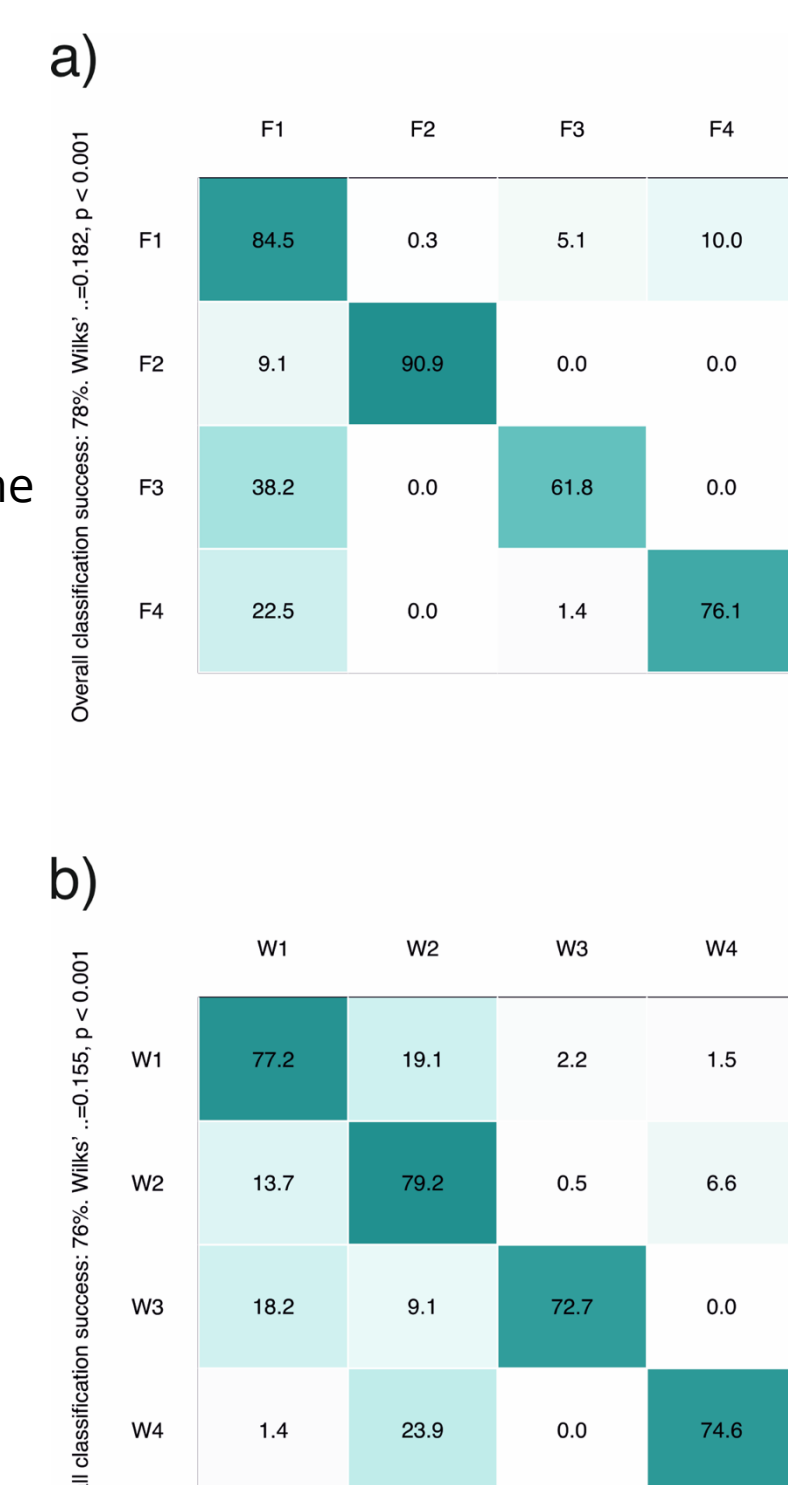 a)
F1 F2 F3 F4
Overall classification success: 78%. Wilks’ ..=0.182, p < 0.001
F1 84.5 0.3 5.1 10.0
F2 9.1 90.9 0.0 0.0
F3 38.2 0.0 61.8 0.0
F4 22.5 0.0 1.4 76.1
b)
W1 W2 W3 W4
classification success: 76%. Wilks’ ..=0.155, p < 0.001
W1 77.2 19.1 2.2 1.5
W2 13.7 79.2 0.5 6.6
W3 18.2 9.1 72.7 0.0
W4 1.4 23.9 0.0 74.6